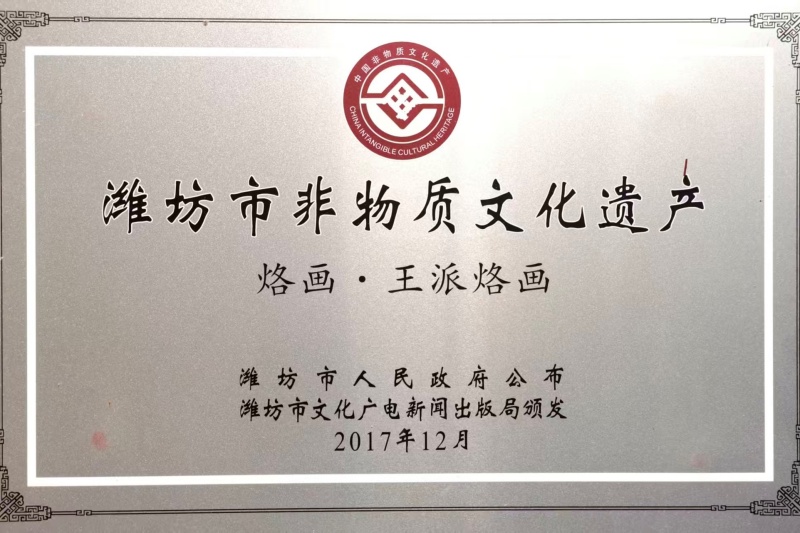 中国非物质文化遗产
CHINA INTANGIBLE CULTURAL HERITAGE
潍坊市非物质文化遗产
烙画·王派烙画
潍坊市人民政府公布
潍坊市文化广电新闻出版局颁发
2017年12月